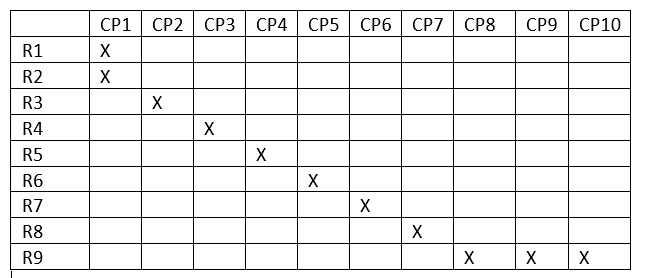 CP1 CP2 CP3 CP4 CP5 CP6 CP7 CP8 CP9 CP10
R1 X
R2 X
R3 X
R4 X
R5 X
R6 X
R7 X
R8 X
R9 X X X